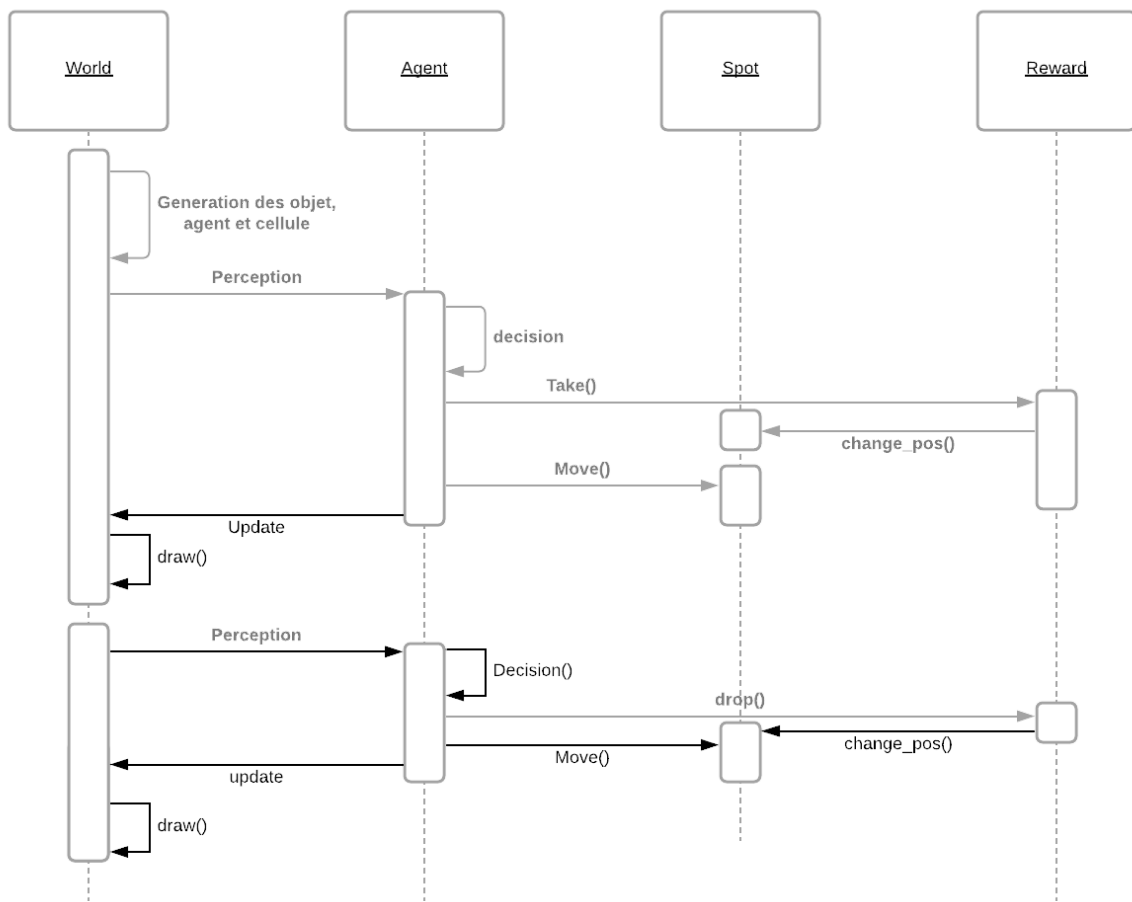 World
Agent
Spot
Reward
Generation des objet,
agent et cellule
Perception
decision
Take()
change_pos()
Move()
Update
draw()
Perception
Decision()
drop()
change_pos()
Move()
update
draw()